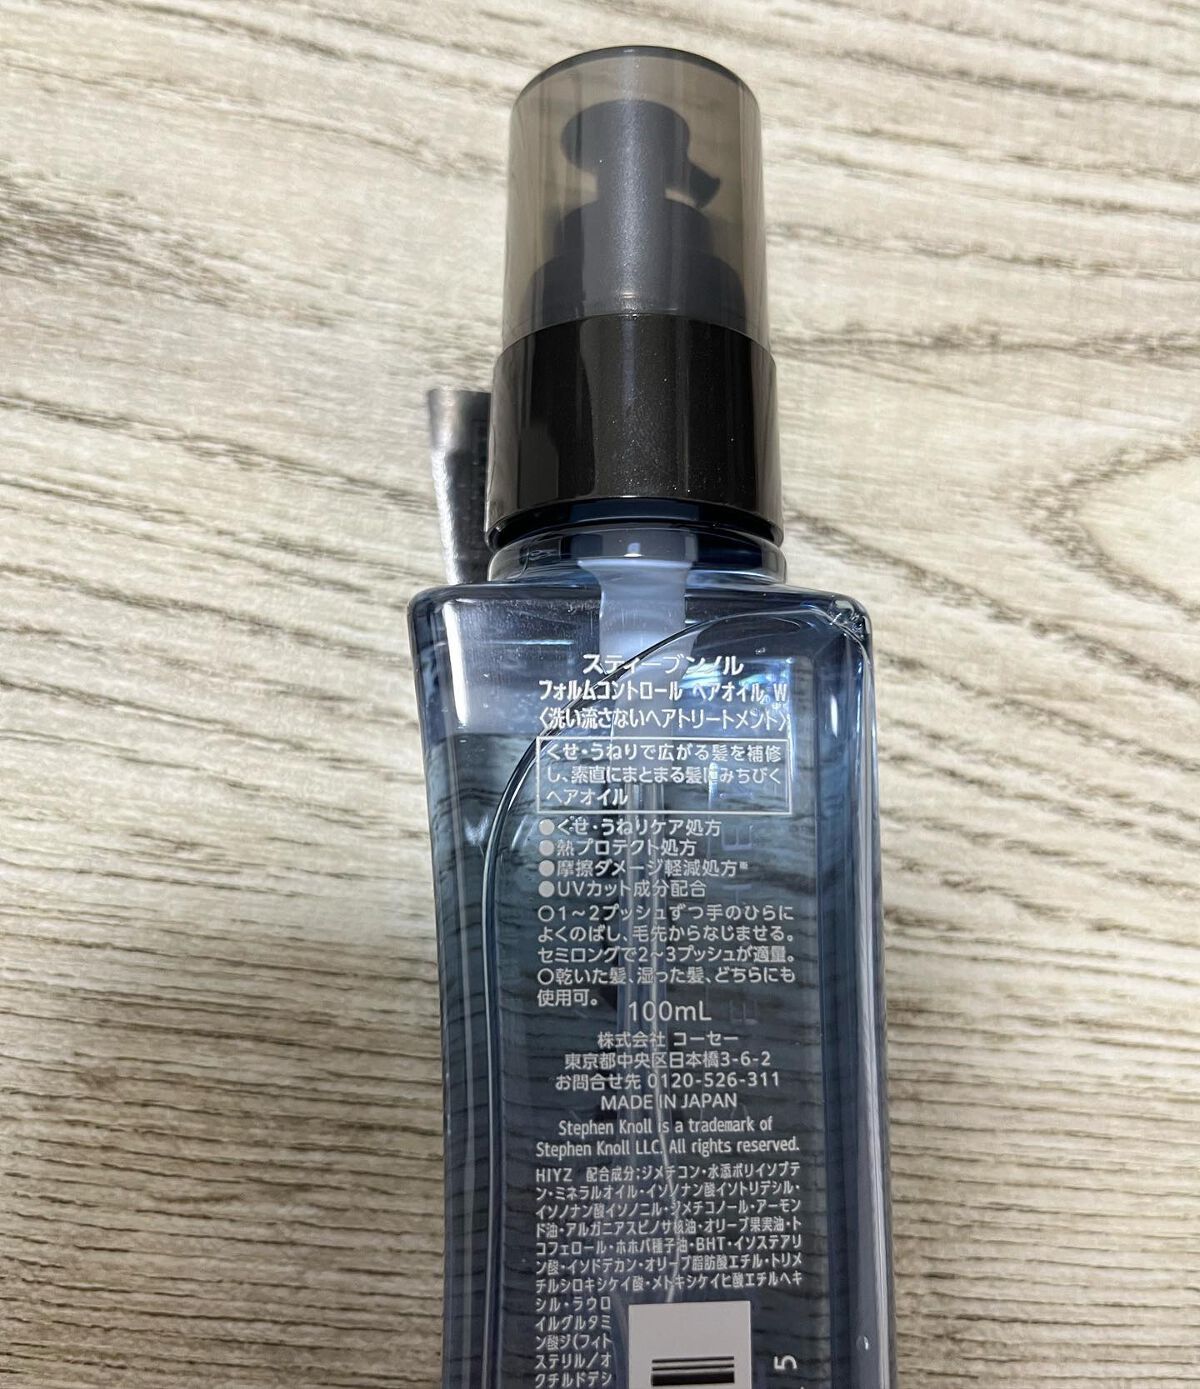 スティーブンノル
フォルムコントロール ヘアオイル W
〈洗い流さないヘアトリートメント〉
くせ・うねりで広がる髪を補修
し、素直にまとまる髪にみちびく
ヘアオイル
●くせ・うねりケア処方
●熱プロテクト処方
●摩擦ダメージ軽減処方※
●UVカット成分配合
○1〜2プッシュずつ手のひらに
よくのばし、毛先からなじませる。
セミロングで2〜3プッシュが適量。
○乾いた髪、湿った髪、どちらにも
使用可。
100mL
株式会社 コーセー
東京都中央区日本橋3-6-2
お問合せ先 0120-526-311
MADE IN JAPAN
Stephen Knoll is a trademark of
Stephen Knoll LLC. All rights reserved.
HIYZ 配合成分:ジメチコン・水添ポリイソブテ
ン・ミネラルオイル・イソノナン酸イソトリデシル・
イソノナン酸イソノニル・ジメチコノール・アーモン
ド油・アルガニアスピノサ核油・オリーブ果実油・ト
コフェロール・ホホバ種子油・BHT・イソステアリ
ン酸・イソドデカン・オリーブ脂肪酸エチル・トリメ
チルシロキシケイ酸・メトキシケイヒ酸エチルヘキ
シル・ラウロ
イルグルタミ
ン酸ジ(フィト
ステリル/オ
クチルドデシ
5